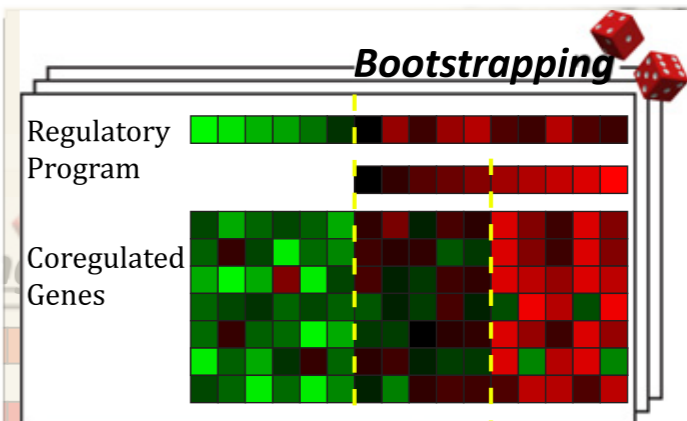 Bootstrapping
Regulatory
Program
Coregulated
Genes